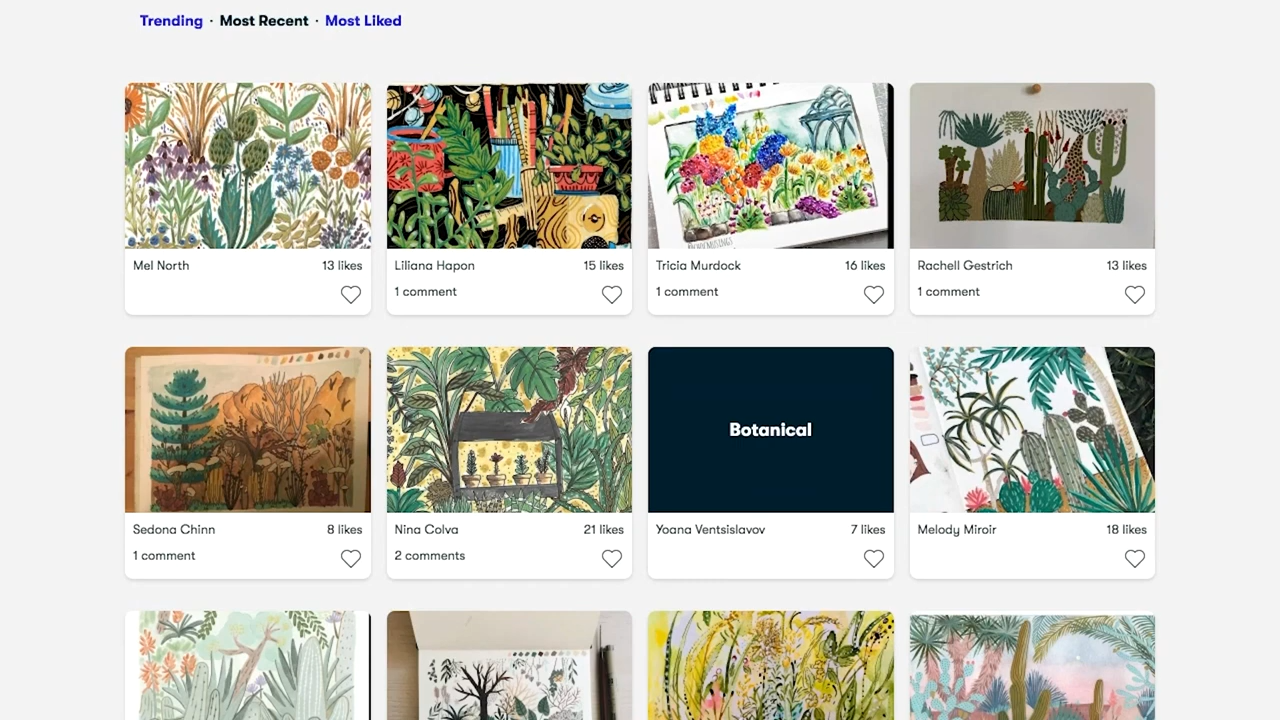 Trending · Most Recent · Most Liked
Mel North 13 likes
Liliana Hapon 15 likes
1 comment
Tricia Murdock 16 likes
1 comment
Rachell Gestrich 13 likes
1 comment
Sedona Chinn 8 likes
1 comment
Nina Colva 21 likes
2 comments
Botanical
Yoana Ventsislavov 7 likes
Melody Miroir 18 likes